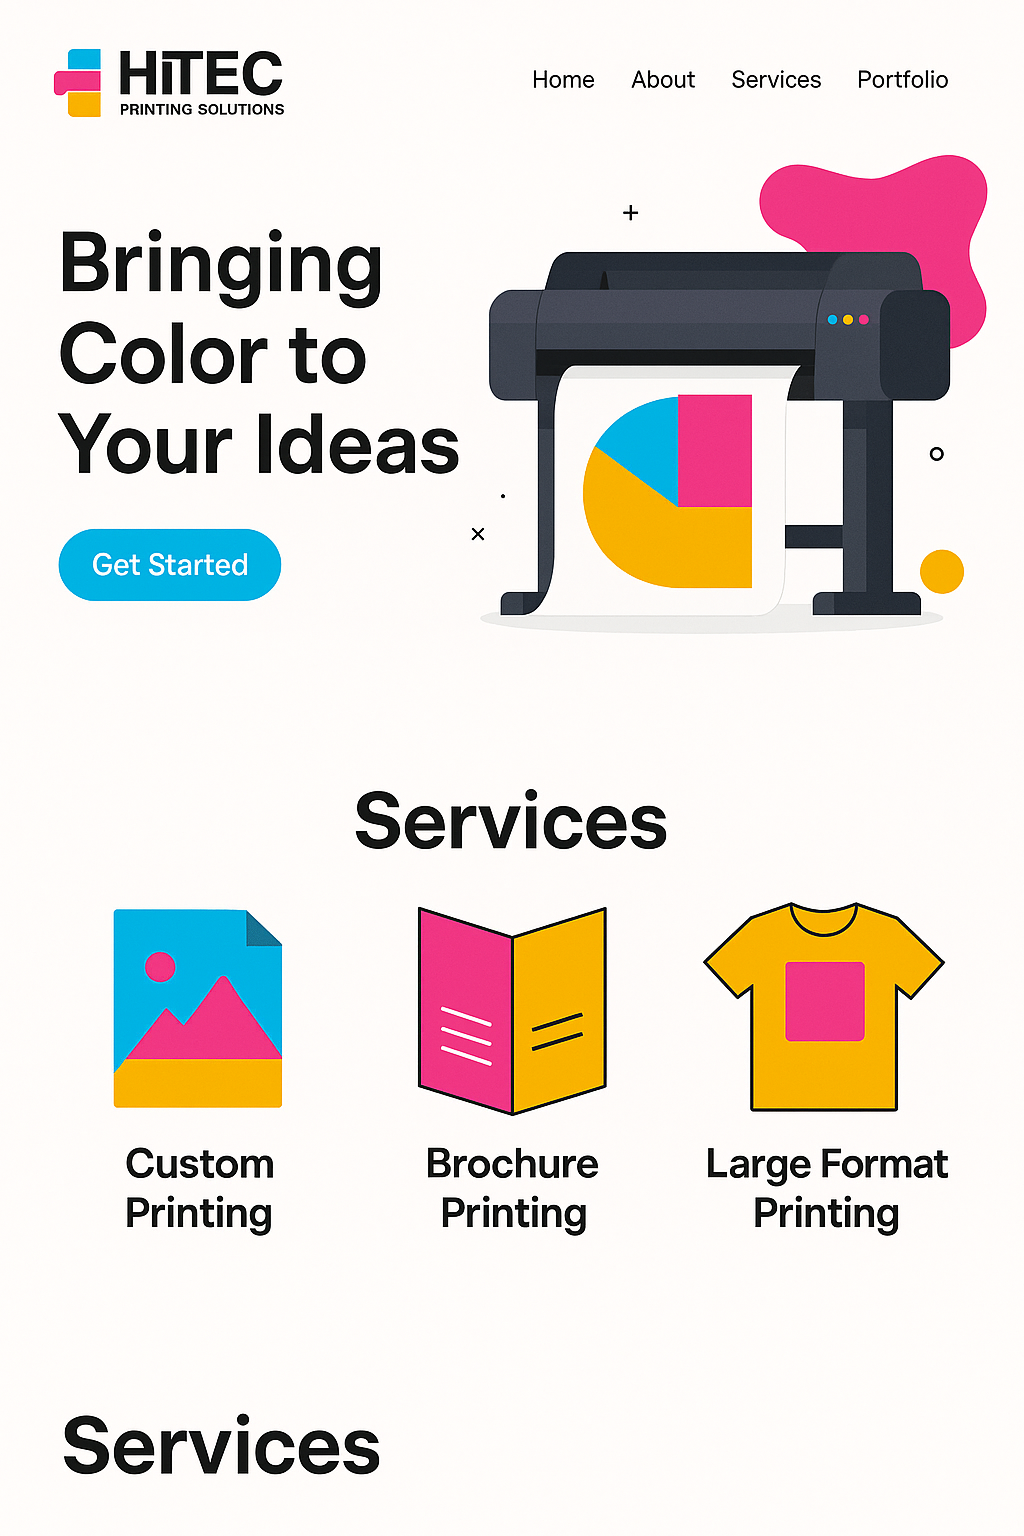 HiTEC
PRINTING SOLUTIONS
Home About Services Portfolio
Bringing
Color to
Your Ideas
Get Started
Services
Custom
Printing
Brochure
Printing
Large Format
Printing
Services